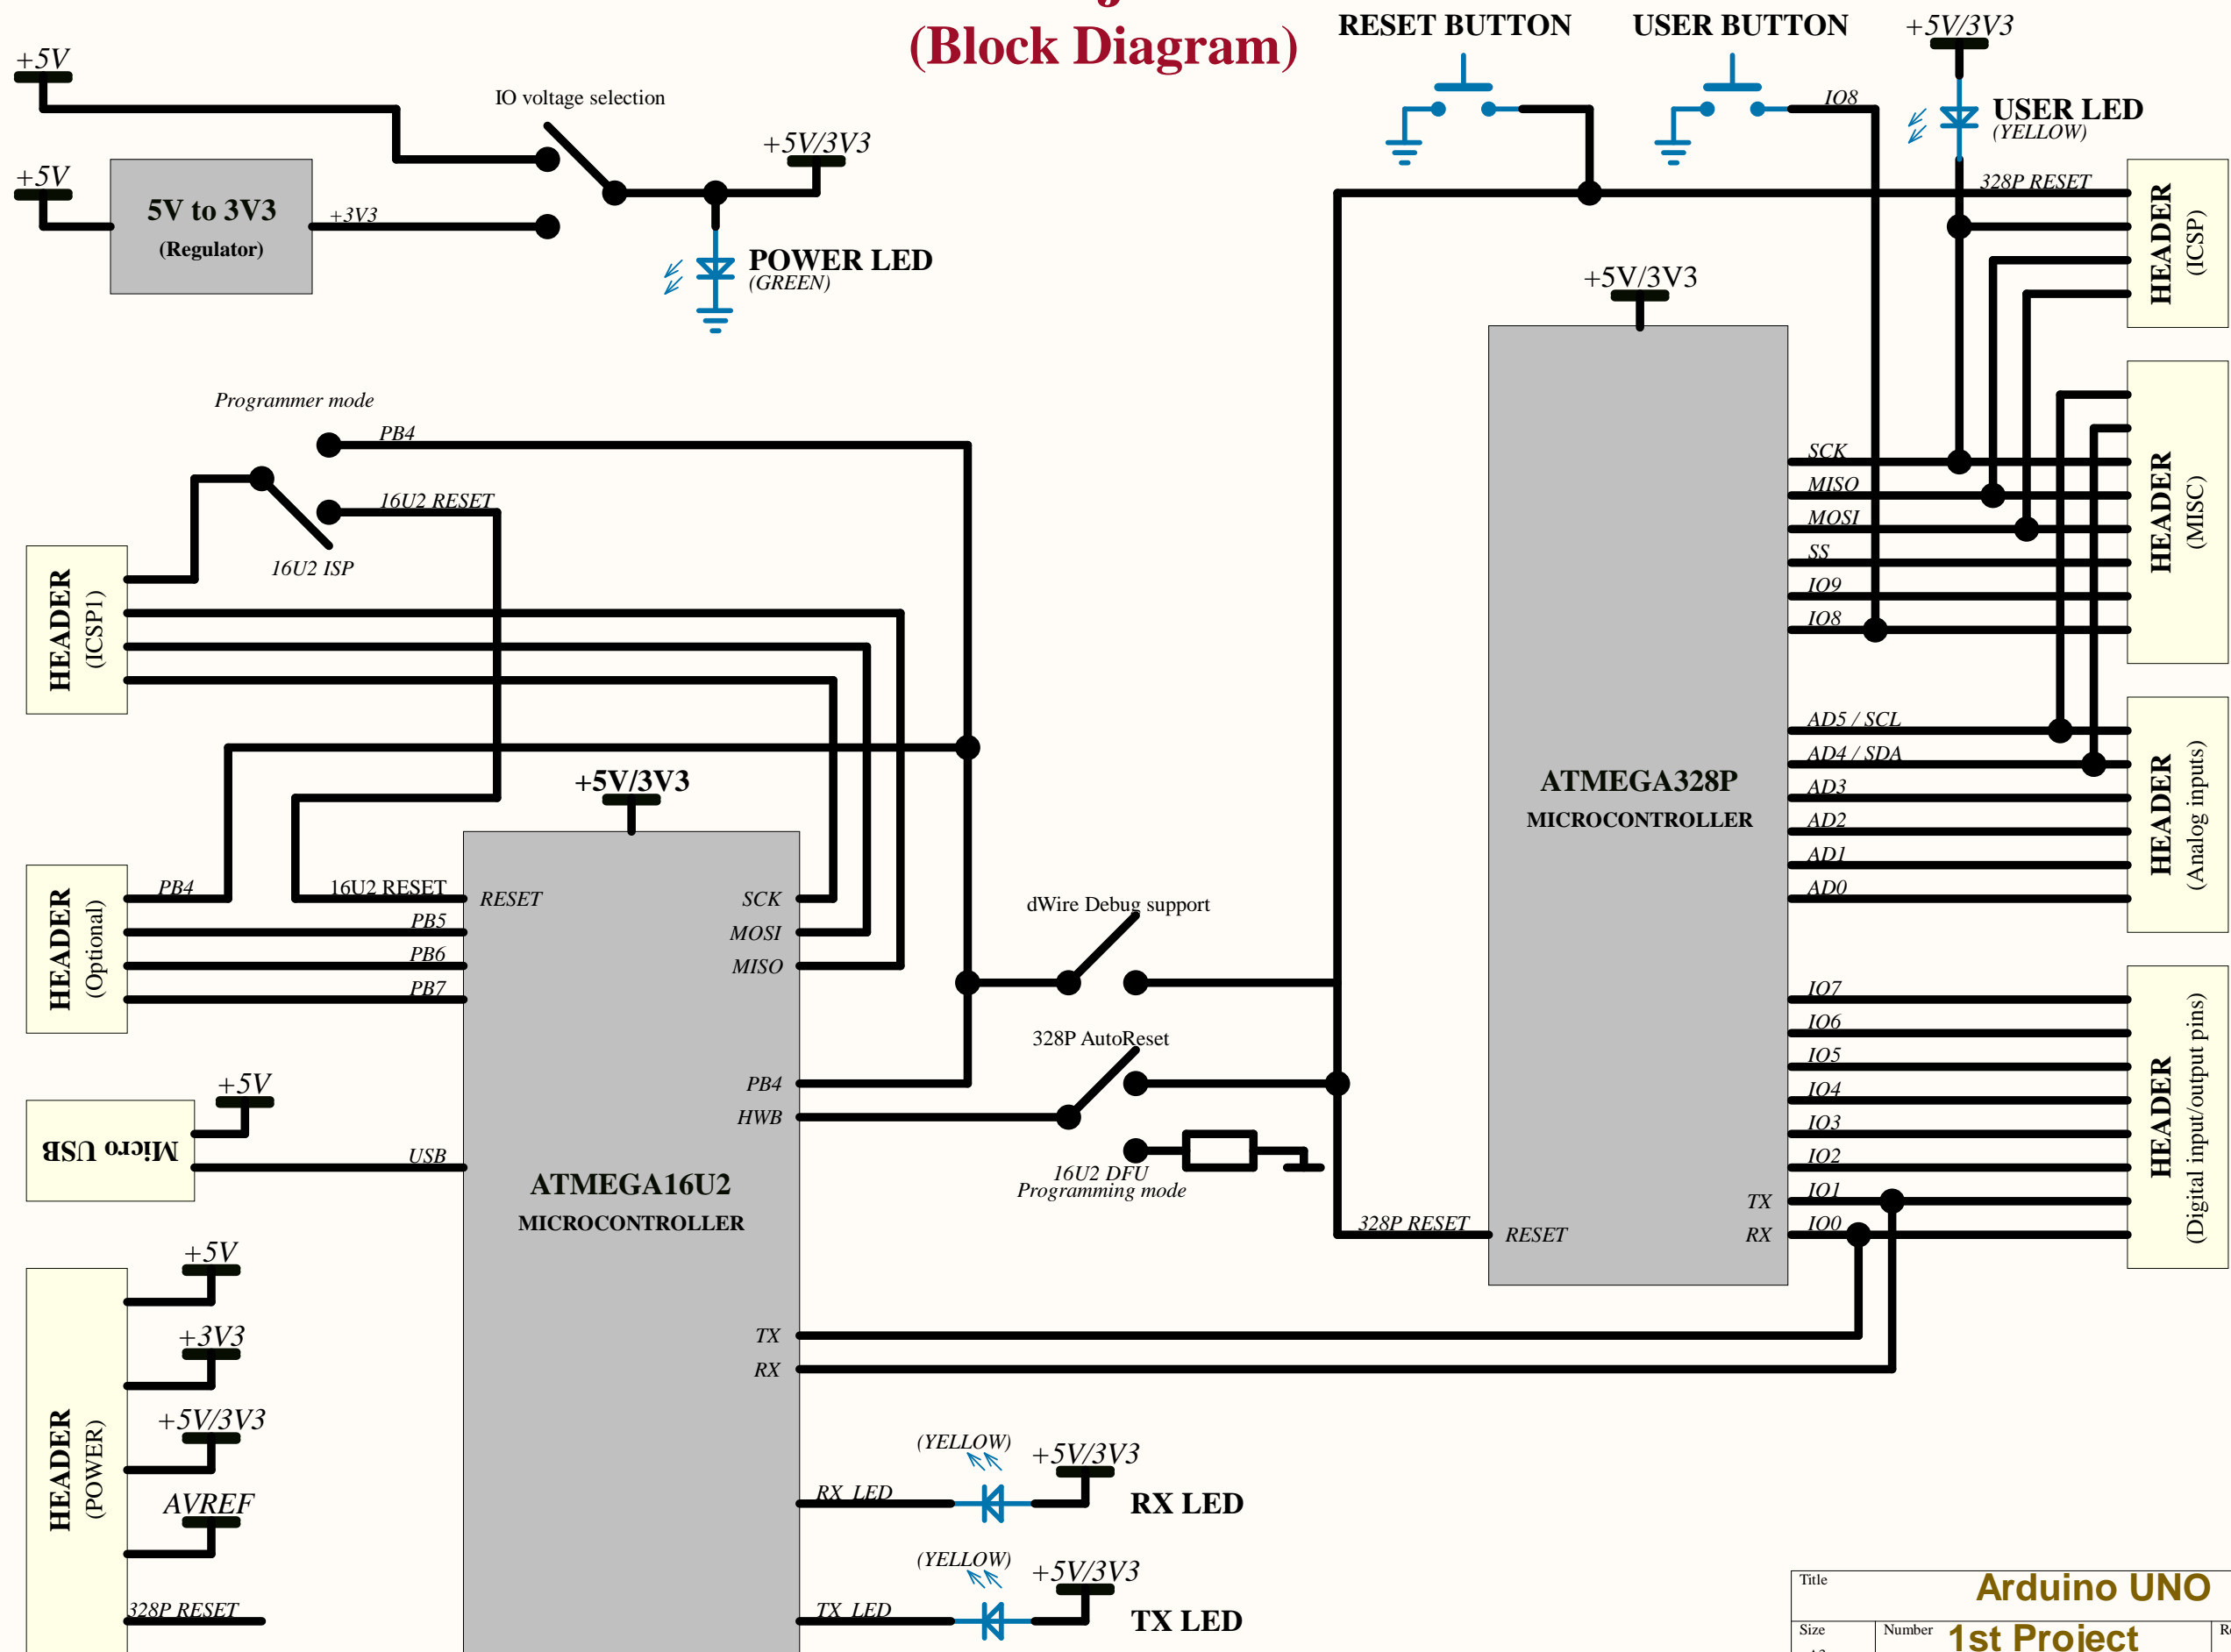 (Block Diagram)
RESET BUTTON
USER BUTTON
+5V/3V3
+5V
IO voltage selection
IO8
USER LED
(YELLOW)
+5V/3V3
+5V
5V to 3V3
(Regulator)
+3V3
328P RESET
HEADER
(ICSP)
POWER LED
(GREEN)
+5V/3V3
Programmer mode
PB4
16U2 RESET
16U2 ISP
SCK
MISO
MOSI
SS
IO9
IO8
HEADER
(MISC)
HEADER
(ICSP1)
AD5 / SCL
AD4 / SDA
AD3
AD2
AD1
AD0
HEADER
(Analog inputs)
ATMEGA328P
MICROCONTROLLER
+5V/3V3
PB4
16U2 RESET
PB5
PB6
PB7
HEADER
(Optional)
RESET
SCK
MOSI
MISO
dWire Debug support
328P AutoReset
PB4
HWB
16U2 DFU
Programming mode
IO7
IO6
IO5
IO4
IO3
IO2
TX
IO1
RX
IO0
HEADER
(Digital input/output pins)
328P RESET
RESET
+5V
Micro USB
USB
ATMEGA16U2
MICROCONTROLLER
+5V
+3V3
+5V/3V3
AVREF
328P RESET
HEADER
(POWER)
TX
RX
(YELLOW)
+5V/3V3
RX LED
RX LED
(YELLOW)
+5V/3V3
TX LED
TX LED
Title
Arduino UNO
Size
Number
1st Project